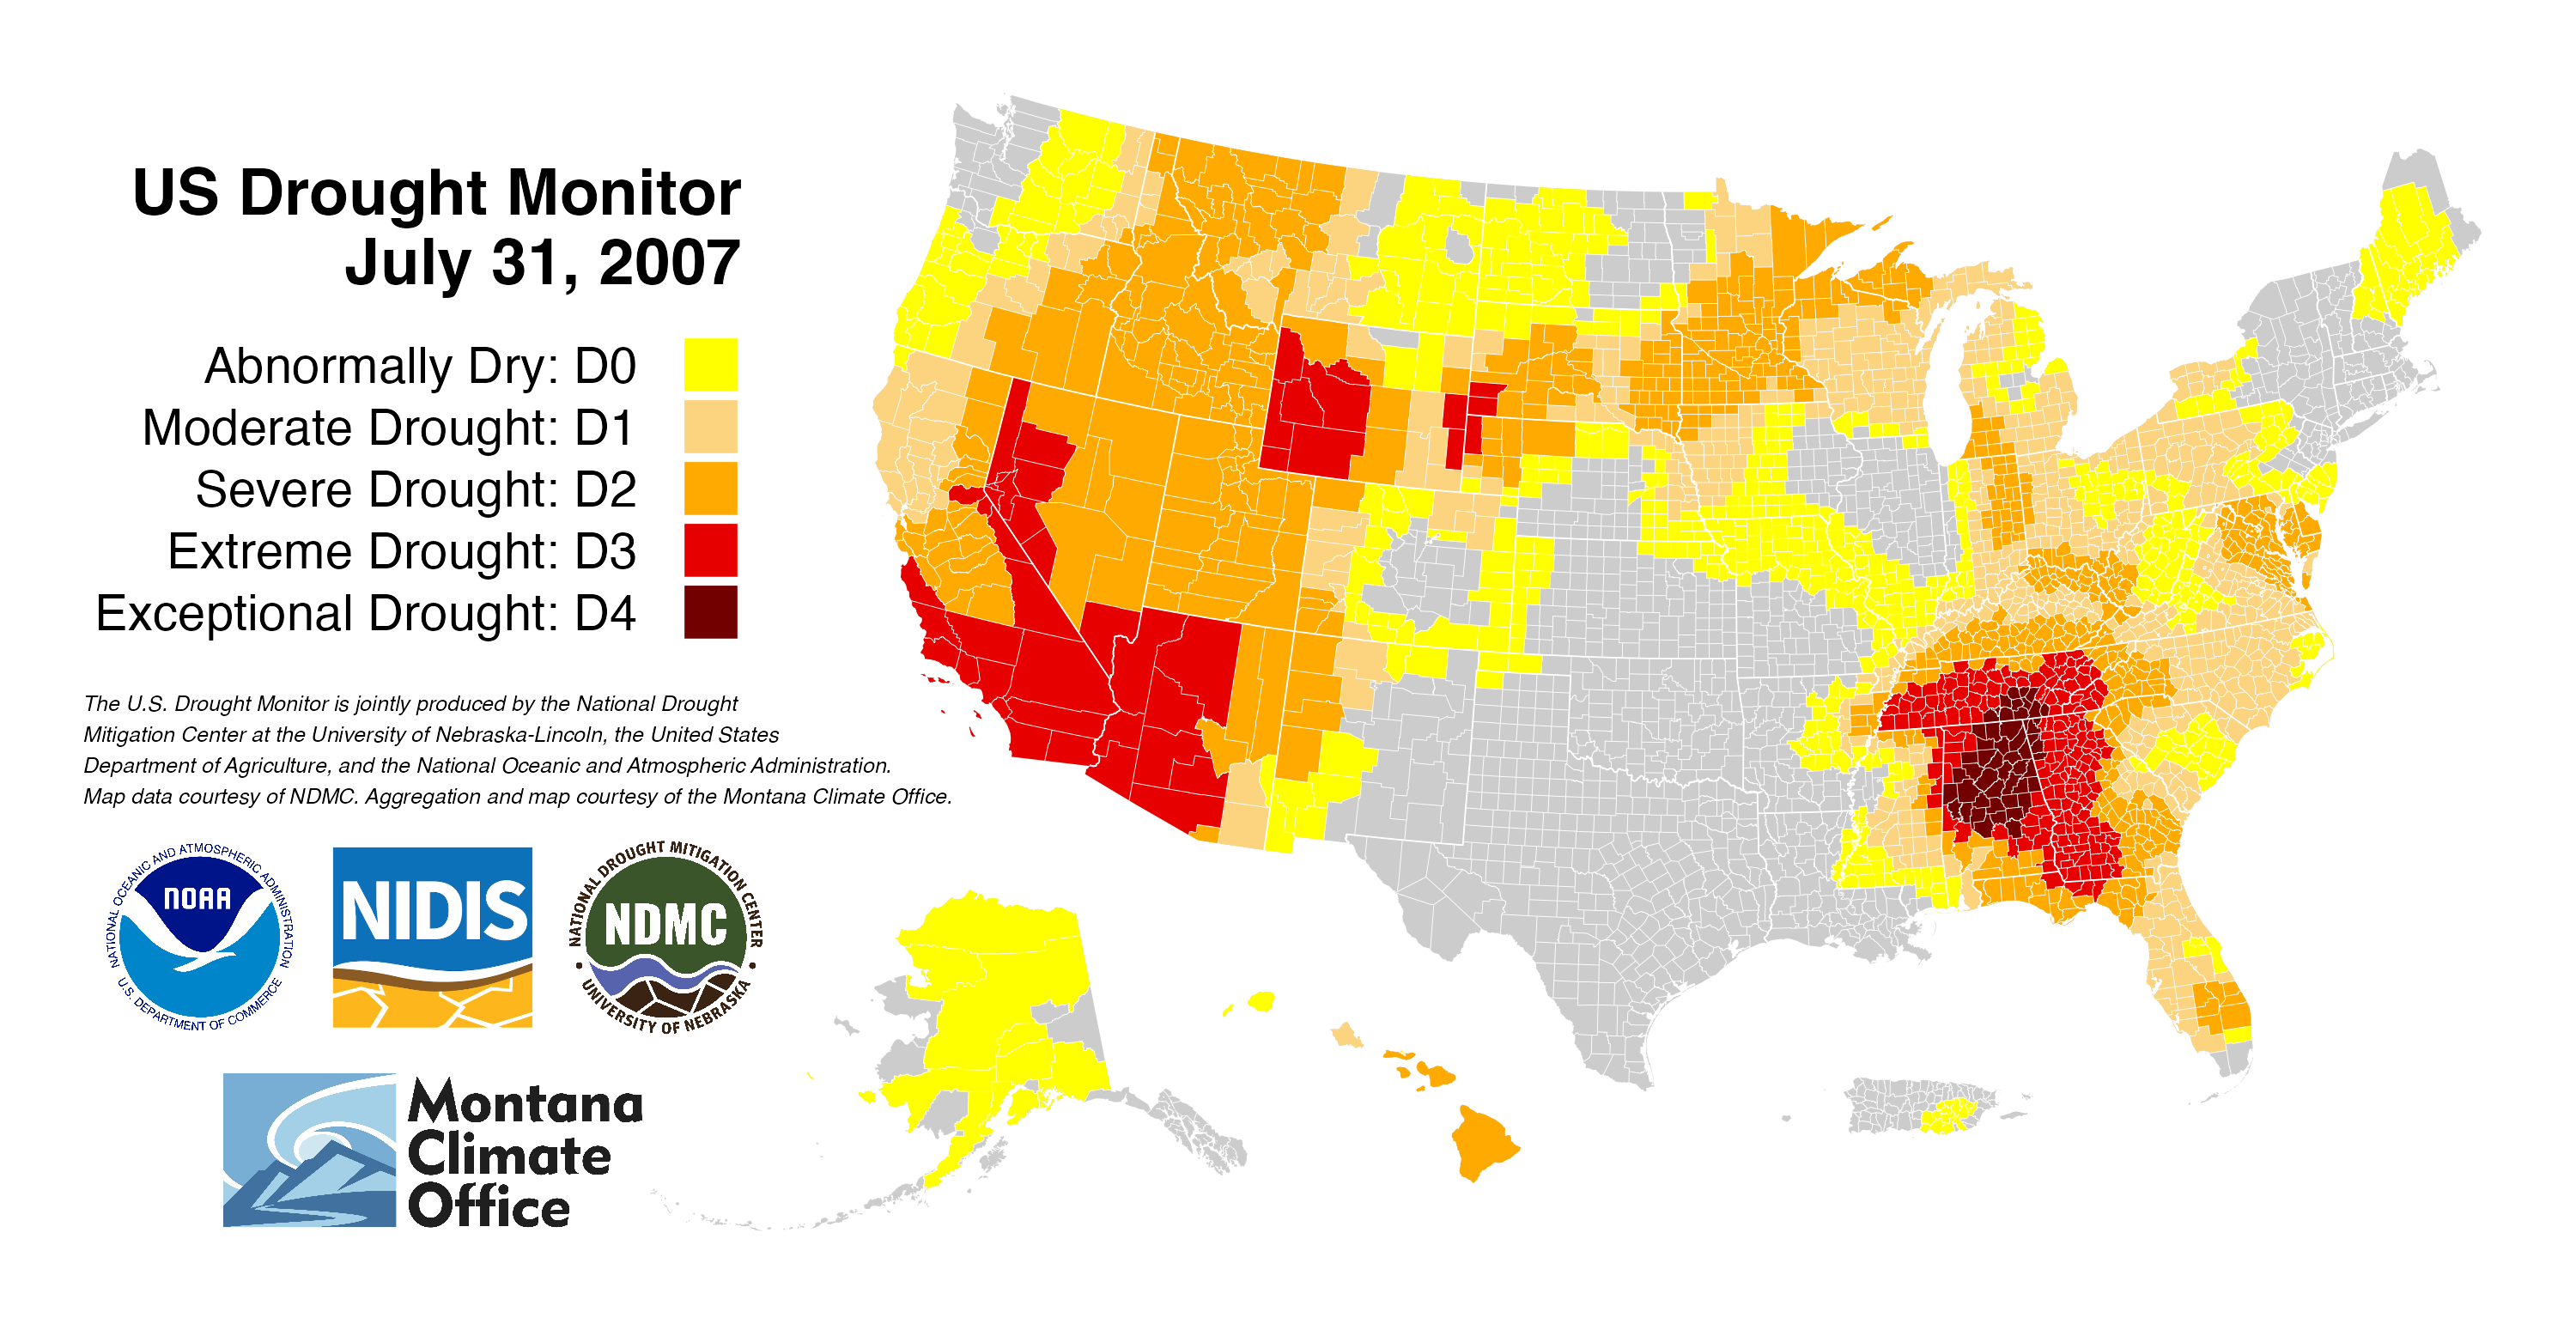 US Drought Monitor
July 31, 2007
Abnormally Dry: D0
Moderate Drought: D1
Severe Drought: D2
Extreme Drought: D3
Exceptional Drought: D4
The U.S. Drought Monitor is jointly produced by the National Drought
Mitigation Center at the University of Nebraska-Lincoln, the United States
Department of Agriculture, and the National Oceanic and Atmospheric Administration.
Map data courtesy of NDMC. Aggregation and map courtesy of the Montana Climate Office.
NATIONAL OCEANIC AND ATMOSPHERIC ADMINISTRATION
NOAA
U.S. DEPARTMENT OF COMMERCE
NIDIS
NATIONAL DROUGHT MITIGATION CENTER
NDMC
UNIVERSITY OF NEBRASKA
Montana
Climate
Office